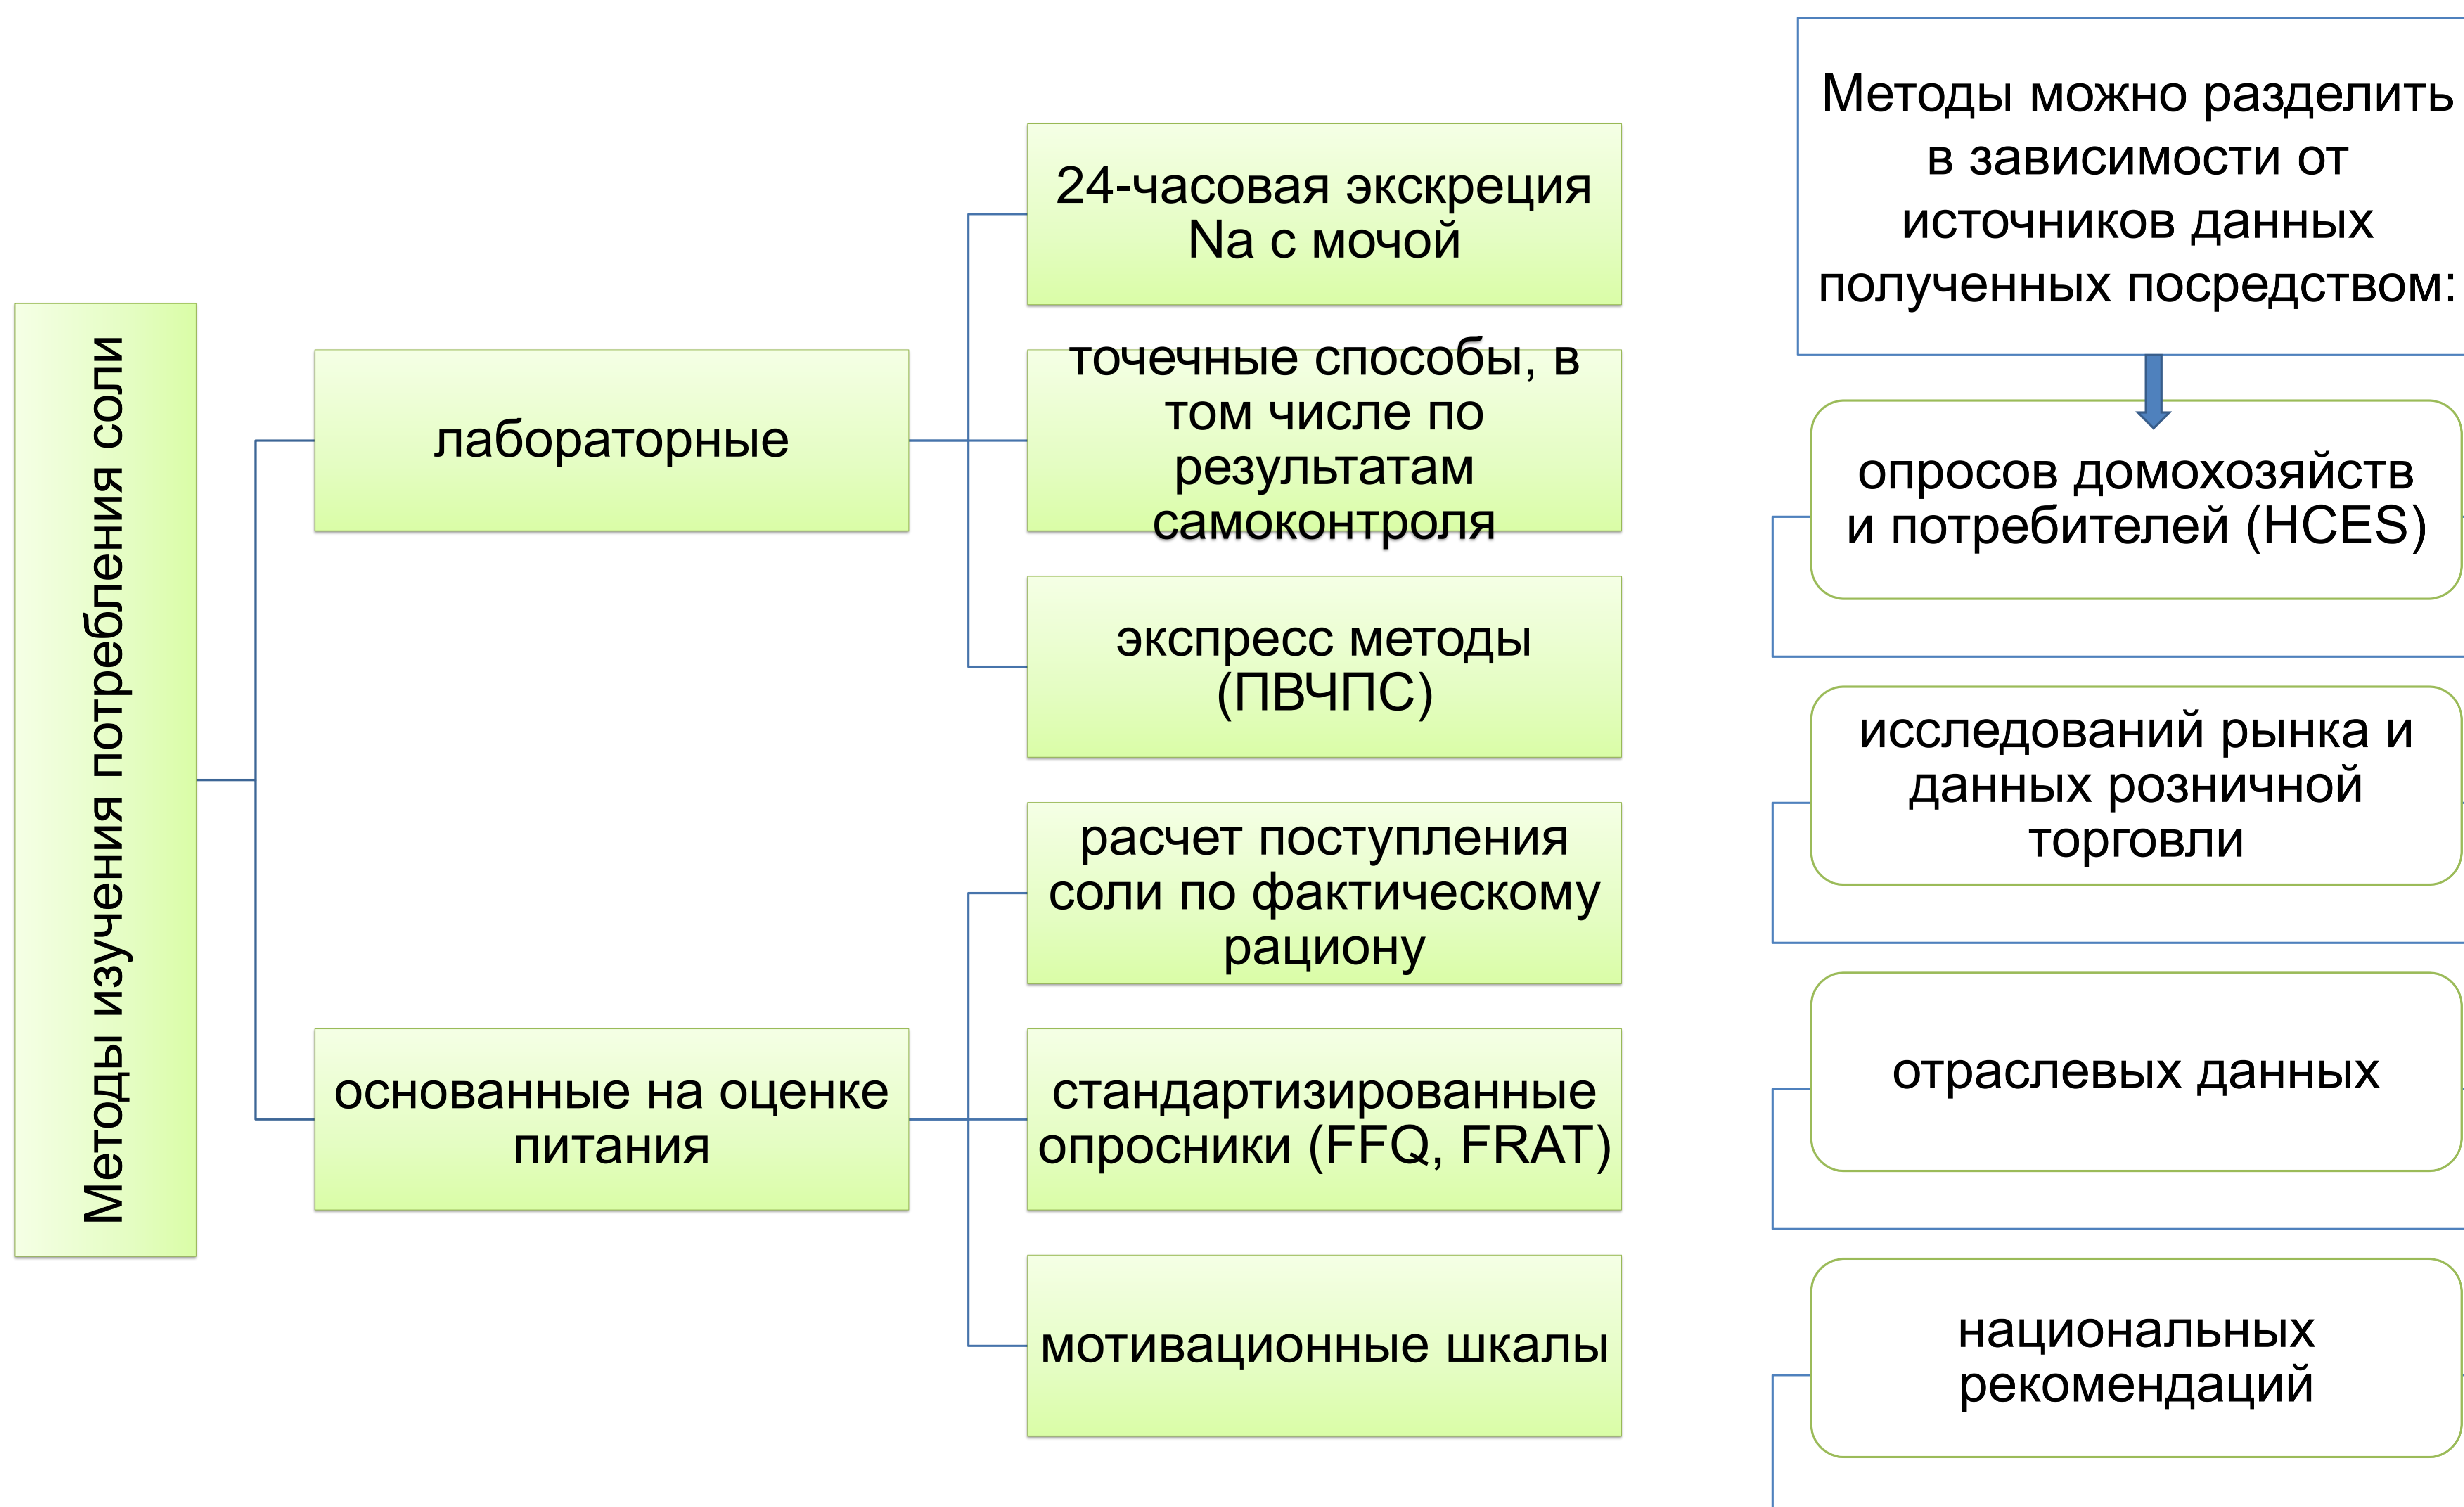 Методы изучения потребления соли
лабораторные
24-часовая экскреция
Na с мочой
точечные способы, в
том числе по
результатам
самоконтроля
экспресс методы
(ПВЧПС)
основанные на оценке
питания
расчет поступления
соли по фактическому
рациону
стандартизированные
опросники (FFQ, FRAT)
мотивационные шкалы
Методы можно разделить
в зависимости от
источников данных
полученных посредством:
опросов домохозяйств
и потребителей (HCES)
исследований рынка и
данных розничной
торговли
отраслевых данных
национальных
рекомендаций